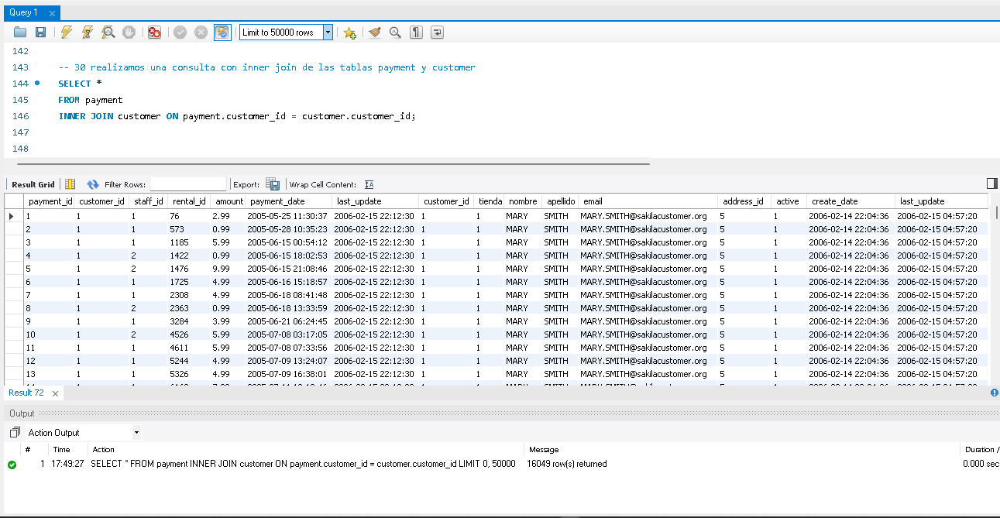 Query 1
Limit to 50000 rows
142
143 -- 30 realizamos una consulta con inner join de las tablas payment y customer
144 SELECT *
145 FROM payment
146 INNER JOIN customer ON payment.customer_id = customer.customer_id;
147
148
Result Grid Filter Rows: Export: Wrap Cell Content:
payment_id customer_id staff_id rental_id amount payment_date last_update customer_id tienda nombre apellido email address_id active create_date last_update
1 1 1 76 2.99 2005-05-25 11:30:37 2006-02-15 22:12:30 1 1 MARY SMITH MARY.SMITH@sakilacustomer.org 5 1 2006-02-14 22:04:36 2006-02-15 04:57:20
2 1 1 573 0.99 2005-05-28 10:35:23 2006-02-15 22:12:30 1 1 MARY SMITH MARY.SMITH@sakilacustomer.org 5 1 2006-02-14 22:04:36 2006-02-15 04:57:20
3 1 1 1185 5.99 2005-06-15 00:54:12 2006-02-15 22:12:30 1 1 MARY SMITH MARY.SMITH@sakilacustomer.org 5 1 2006-02-14 22:04:36 2006-02-15 04:57:20
4 1 2 1422 0.99 2005-06-15 18:02:53 2006-02-15 22:12:30 1 1 MARY SMITH MARY.SMITH@sakilacustomer.org 5 1 2006-02-14 22:04:36 2006-02-15 04:57:20
5 1 2 1476 9.99 2005-06-15 21:08:46 2006-02-15 22:12:30 1 1 MARY SMITH MARY.SMITH@sakilacustomer.org 5 1 2006-02-14 22:04:36 2006-02-15 04:57:20
6 1 1 1725 4.99 2005-06-16 15:18:57 2006-02-15 22:12:30 1 1 MARY SMITH MARY.SMITH@sakilacustomer.org 5 1 2006-02-14 22:04:36 2006-02-15 04:57:20
7 1 1 2308 4.99 2005-06-18 08:41:48 2006-02-15 22:12:30 1 1 MARY SMITH MARY.SMITH@sakilacustomer.org 5 1 2006-02-14 22:04:36 2006-02-15 04:57:20
8 1 2 2363 0.99 2005-06-18 13:33:59 2006-02-15 22:12:30 1 1 MARY SMITH MARY.SMITH@sakilacustomer.org 5 1 2006-02-14 22:04:36 2006-02-15 04:57:20
9 1 1 3284 3.99 2005-06-21 06:24:45 2006-02-15 22:12:30 1 1 MARY SMITH MARY.SMITH@sakilacustomer.org 5 1 2006-02-14 22:04:36 2006-02-15 04:57:20
10 1 2 4526 5.99 2005-07-08 03:17:05 2006-02-15 22:12:30 1 1 MARY SMITH MARY.SMITH@sakilacustomer.org 5 1 2006-02-14 22:04:36 2006-02-15 04:57:20
11 1 1 4611 5.99 2005-07-08 07:33:56 2006-02-15 22:12:30 1 1 MARY SMITH MARY.SMITH@sakilacustomer.org 5 1 2006-02-14 22:04:36 2006-02-15 04:57:20
12 1 1 5244 4.99 2005-07-09 13:24:07 2006-02-15 22:12:30 1 1 MARY SMITH MARY.SMITH@sakilacustomer.org 5 1 2006-02-14 22:04:36 2006-02-15 04:57:20
13 1 1 5326 4.99 2005-07-09 16:38:01 2006-02-15 22:12:30 1 1 MARY SMITH MARY.SMITH@sakilacustomer.org 5 1 2006-02-14 22:04:36 2006-02-15 04:57:20
Result 72
Output
Action Output
# Time Action Message Duration /
1 17:49:27 SELECT * FROM payment INNER JOIN customer ON payment.customer_id = customer.customer_id LIMIT 0, 50000 16049 row(s) returned 0.000 sec